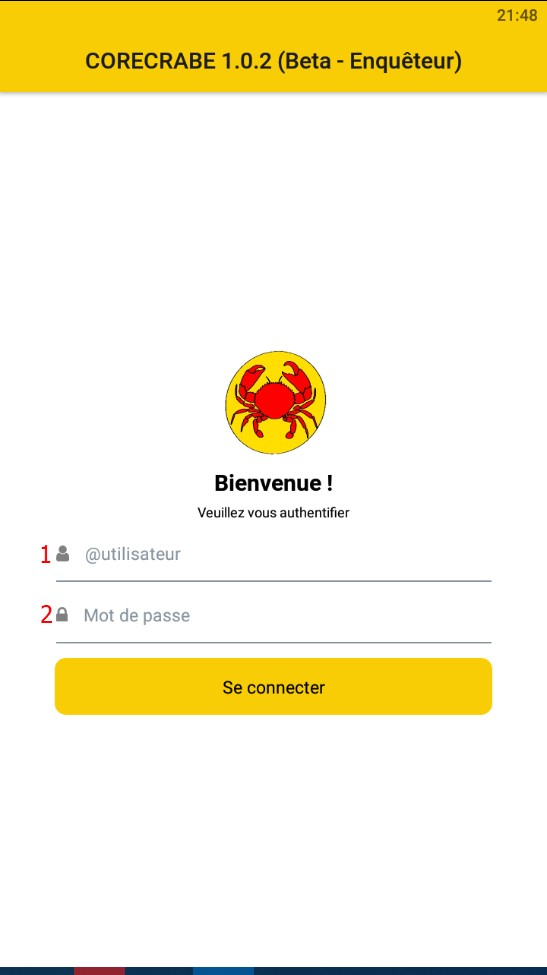 21:48
CORECRABE 1.0.2 (Beta - Enquêteur)
Bienvenue !
Veuillez vous authentifier
1 @utilisateur
2 Mot de passe
Se connecter